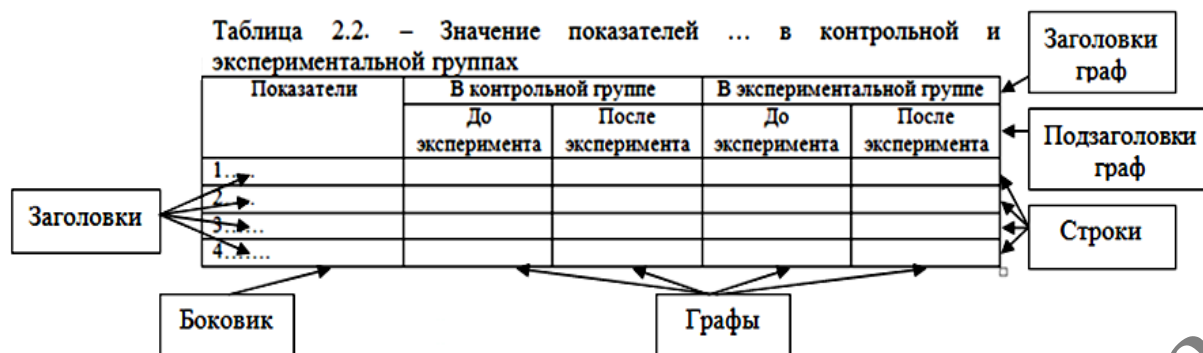 Таблица 2.2. – Значение показателей ... в контрольной и
экспериментальной группах
Заголовки
граф
Показатели
В контрольной группе
В экспериментальной группе
До
эксперимента
После
эксперимента
До
эксперимента
После
эксперимента
Подзаголовки
граф
1.....
2.....
3.......
4.......
Заголовки
Строки
Боковик
Графы